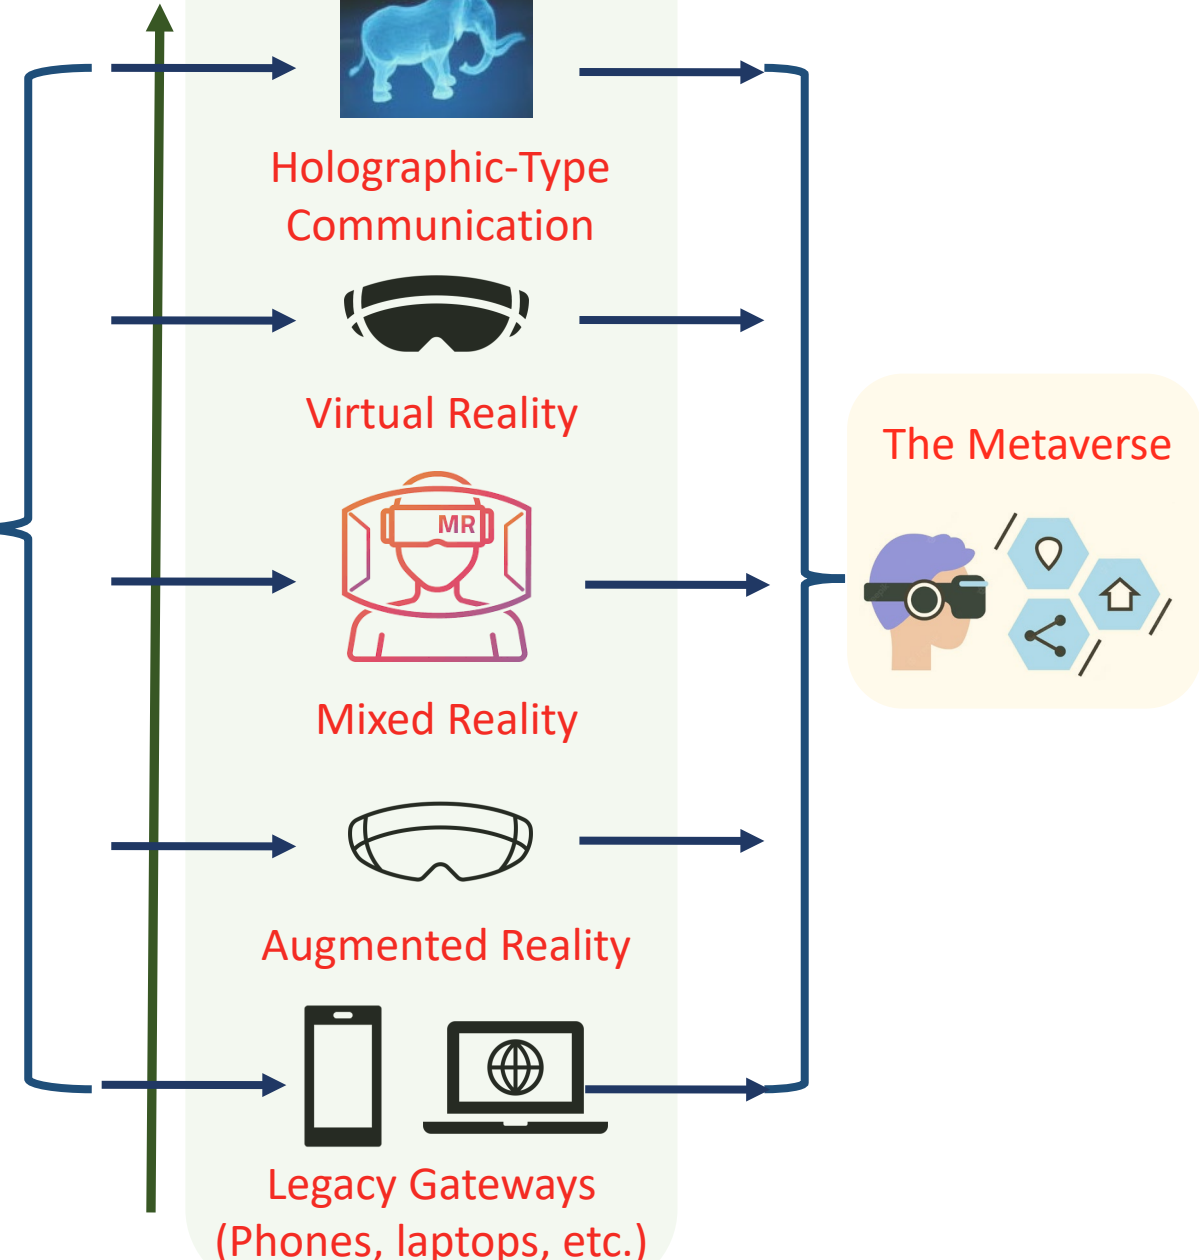 Holographic-Type
Communication
Virtual Reality
The Metaverse
MR
Mixed Reality
Augmented Reality
Legacy Gateways
(Phones, laptops, etc.)